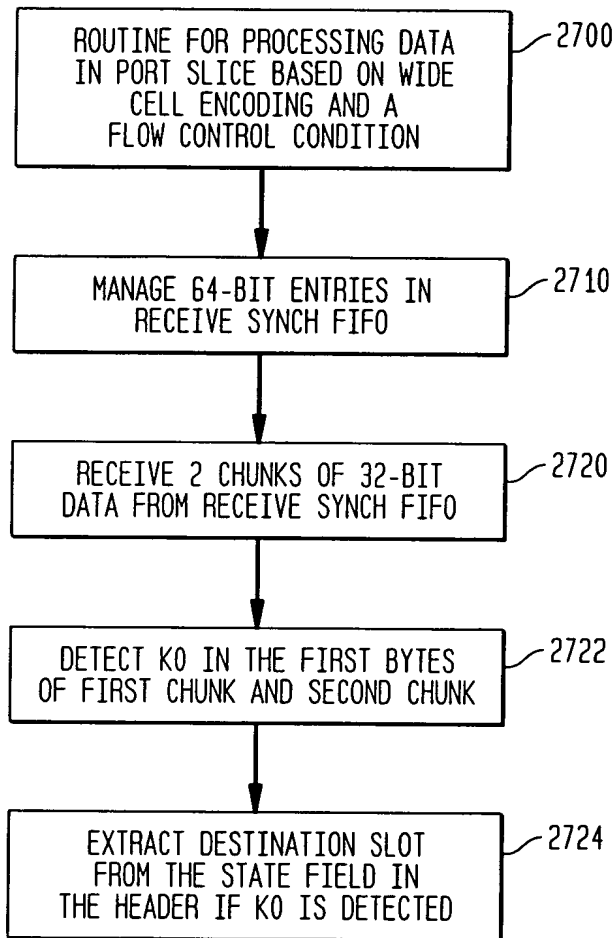 ROUTINE FOR PROCESSING DATA
IN PORT SLICE BASED ON WIDE
CELL ENCODING AND A
FLOW CONTROL CONDITION
2700
MANAGE 64-BIT ENTRIES IN
RECEIVE SYNCH FIFO
2710
RECEIVE 2 CHUNKS OF 32-BIT
DATA FROM RECEIVE SYNCH FIFO
2720
DETECT K0 IN THE FIRST BYTES
OF FIRST CHUNK AND SECOND CHUNK
2722
EXTRACT DESTINATION SLOT
FROM THE STATE FIELD IN
THE HEADER IF K0 IS DETECTED
2724